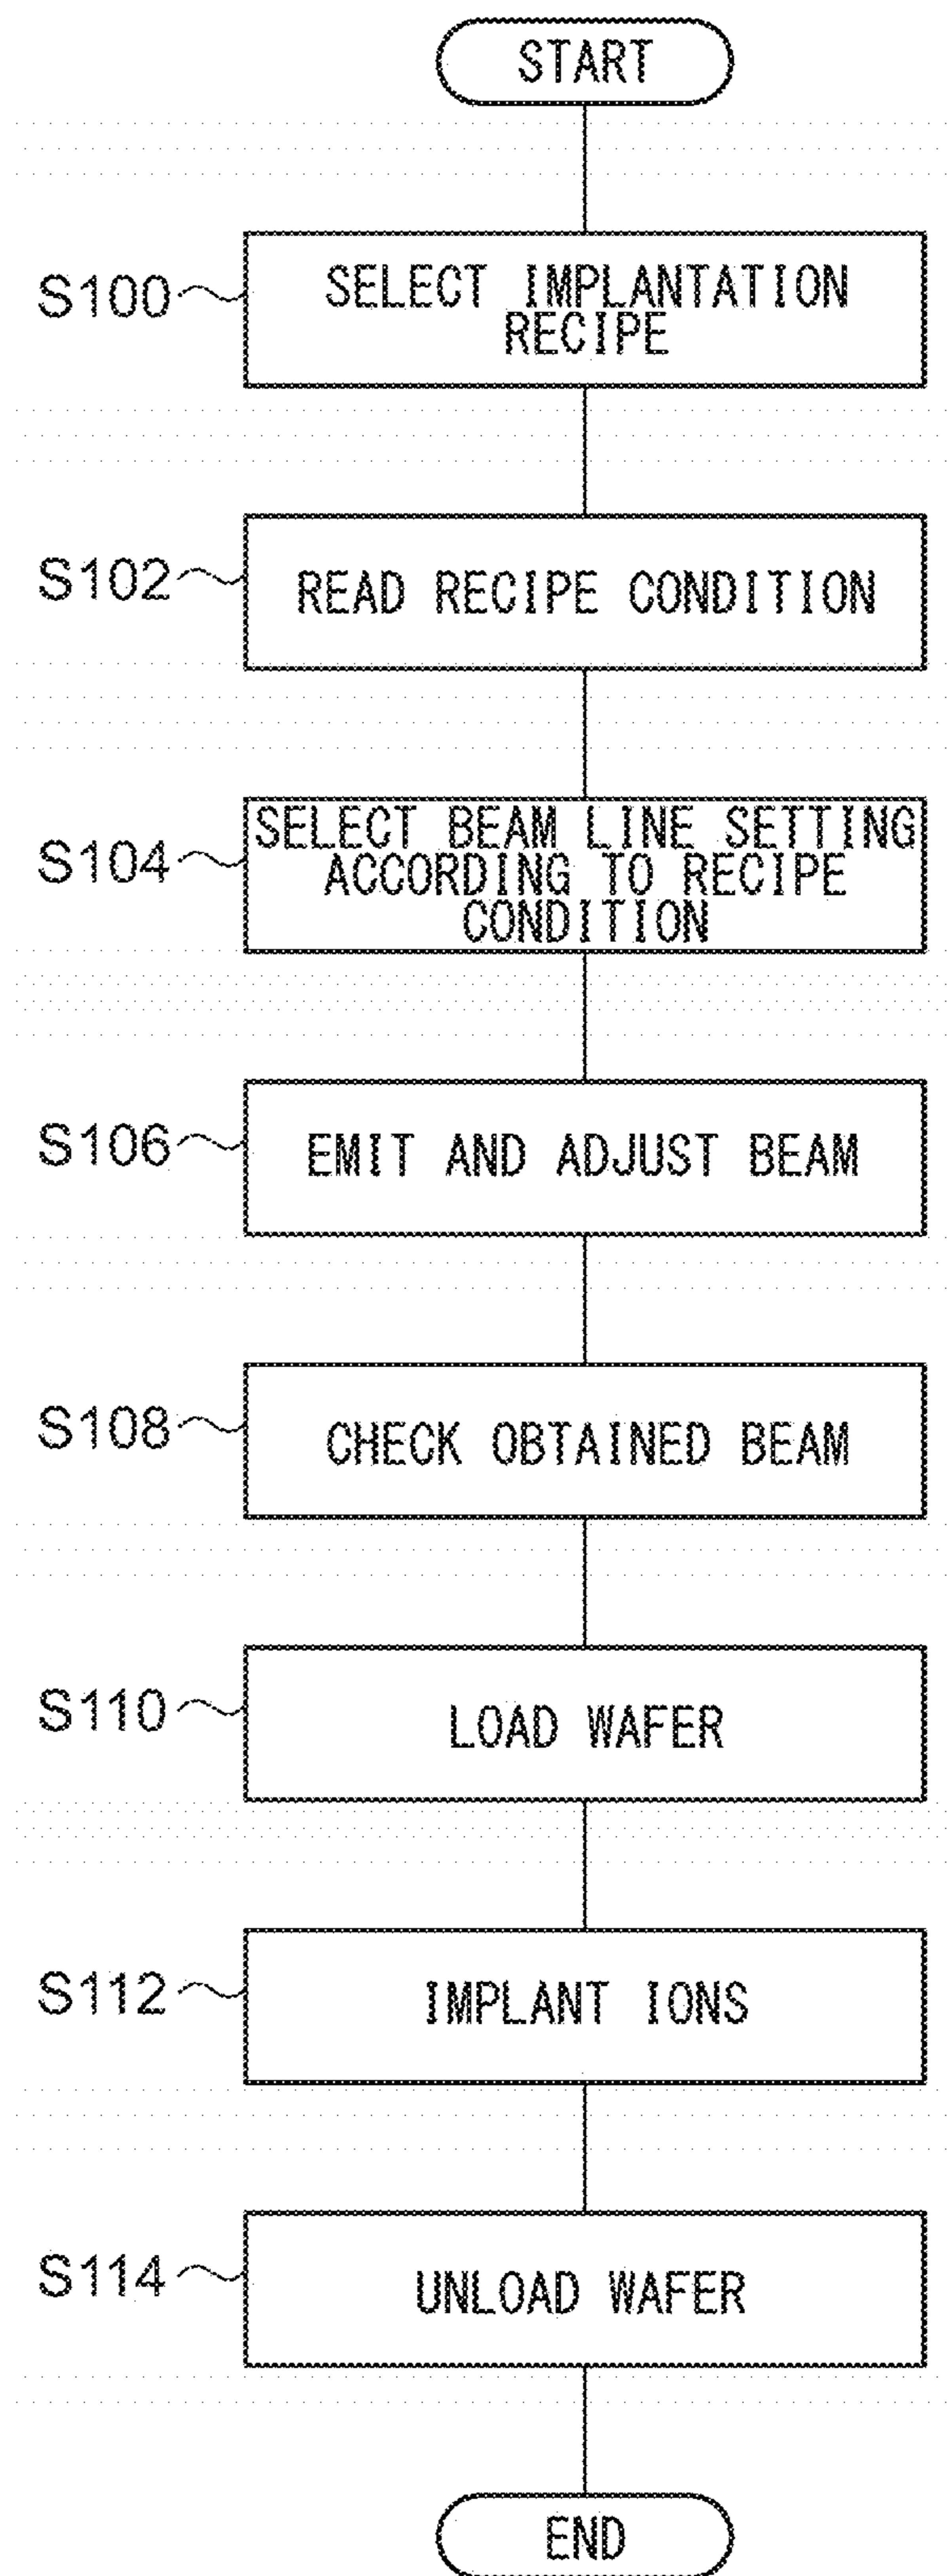 START
S100
SELECT IMPLANTATION
RECIPE
S102
READ RECIPE CONDITION
S104
SELECT BEAM LINE SETTING
ACCORDING TO RECIPE
CONDITION
S106
EMIT AND ADJUST BEAM
S108
CHECK OBTAINED BEAM
S110
LOAD WAFER
S112
IMPLANT IONS
S114
UNLOAD WAFER
END